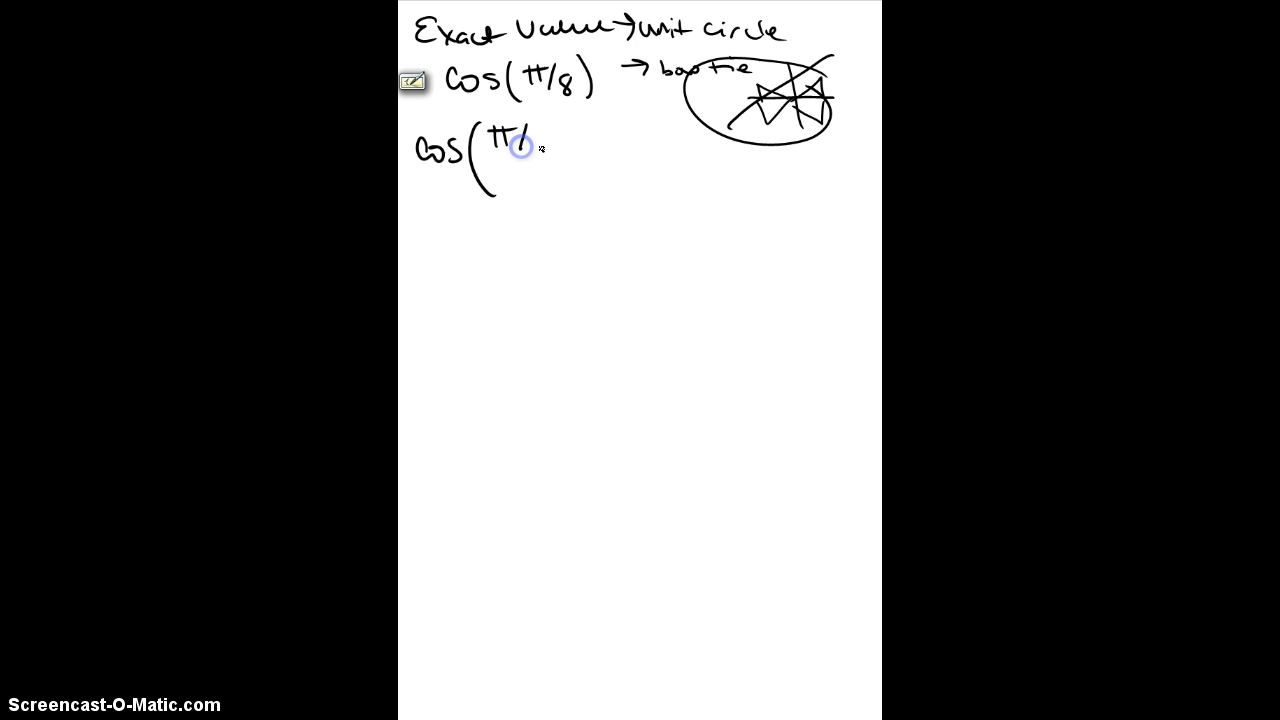 Exact Value → unit circle
cos(π/8) → bow tie
cos(π/
Screencast-O-Matic.com